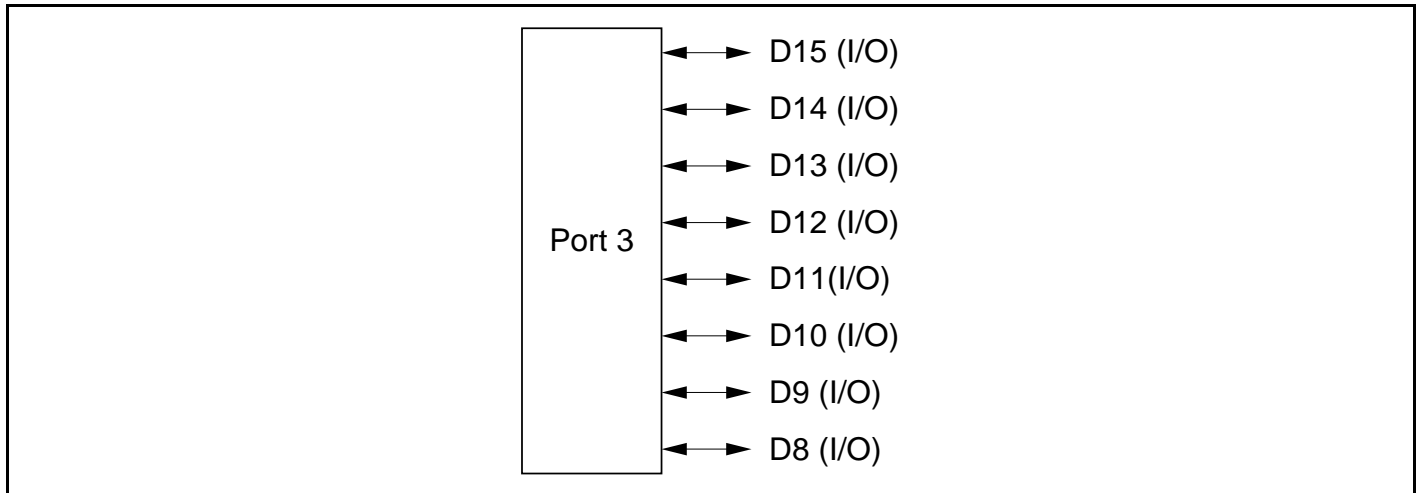 D15 (I/O)
D14 (I/O)
D13 (I/O)
D12 (I/O)
Port 3
D11(I/O)
D10 (I/O)
D9 (I/O)
D8 (I/O)